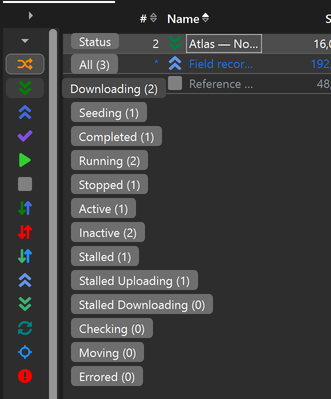 # Name S
Status 2 Atlas — No... 16,0
All (3) * Field recor... 192,
Downloading (2) Reference ... 48,
Seeding (1)
Completed (1)
Running (2)
Stopped (1)
Active (1)
Inactive (2)
Stalled (1)
Stalled Uploading (1)
Stalled Downloading (0)
Checking (0)
Moving (0)
Errored (0)